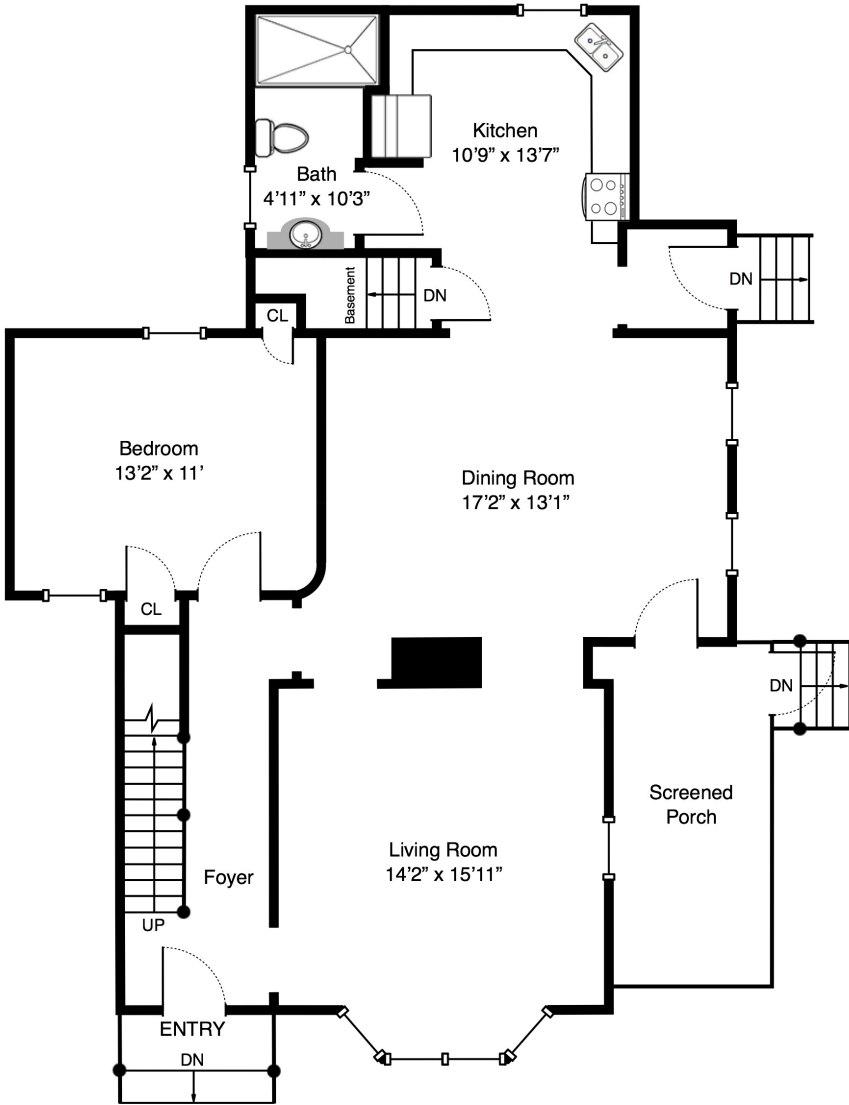 Kitchen
10’9” x 13’7”
Bath
4’11” x 10’3”
Basement
DN
DN
CL
Bedroom
13’2” x 11’
Dining Room
17’2” x 13’1”
CL
DN
Screened
Porch
Living Room
14’2” x 15’11”
Foyer
UP
ENTRY
DN